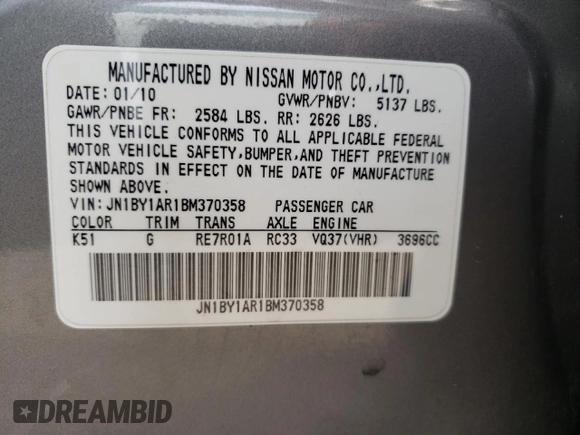 MANUFACTURED BY NISSAN MOTOR CO.,LTD.
DATE: 01/10 GVWR/PNBV: 5137 LBS.
GAWR/PNBE FR: 2584 LBS. RR: 2626 LBS.
THIS VEHICLE CONFORMS TO ALL APPLICABLE FEDERAL
MOTOR VEHICLE SAFETY,BUMPER,AND THEFT PREVENTION
STANDARDS IN EFFECT ON THE DATE OF MANUFACTURE
SHOWN ABOVE.
VIN: JN1BY1AR1BM370358 PASSENGER CAR
COLOR TRIM TRANS AXLE ENGINE
K51 G RE7R01A RC33 VQ37(VHR) 3696CC
JN1BY1AR1BM370358
DREAMBID